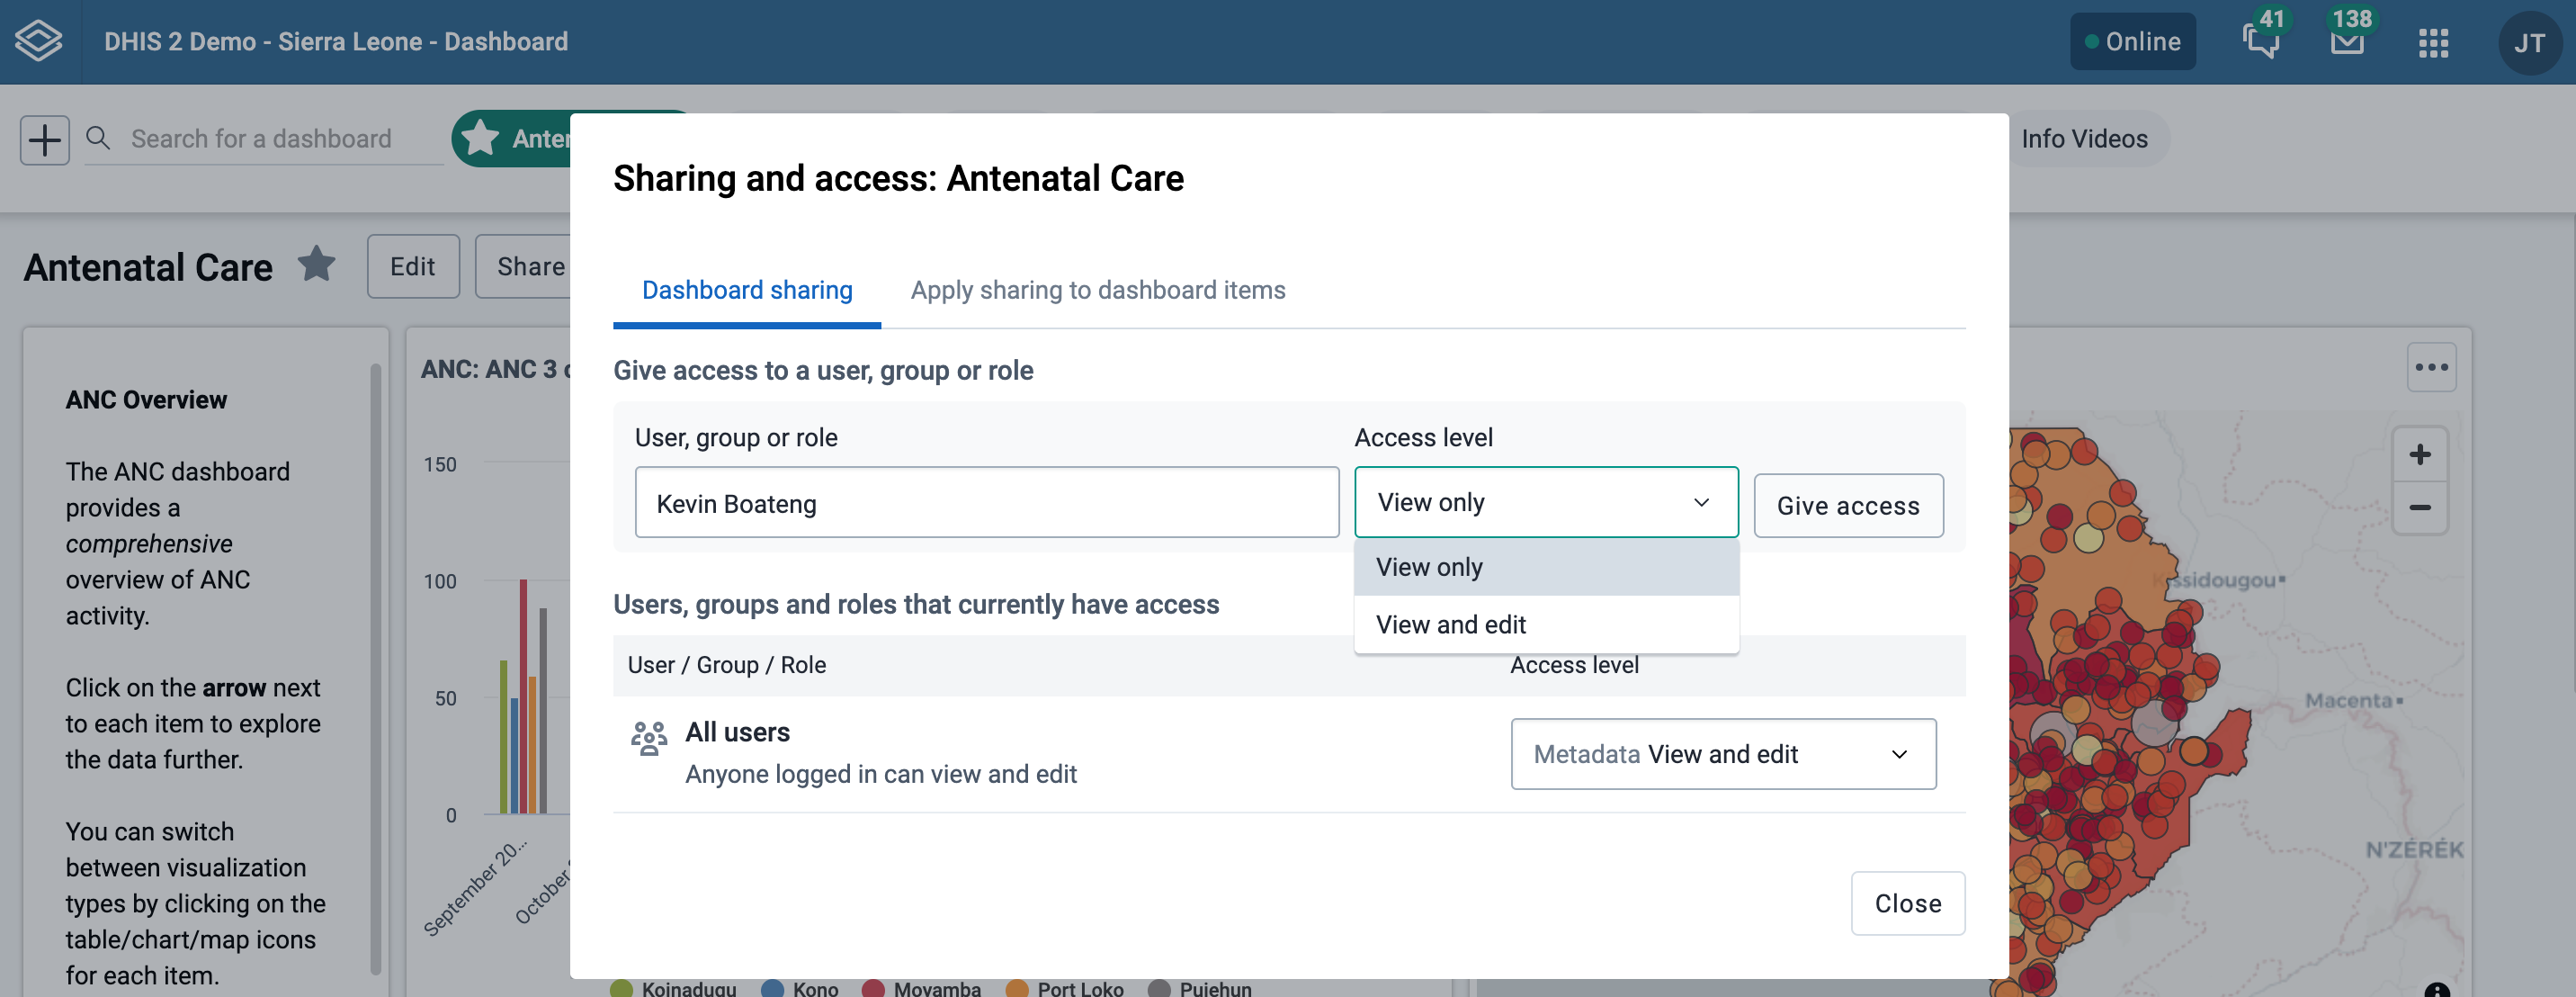 DHIS 2 Demo - Sierra Leone - Dashboard
Online
41
138
JT
Search for a dashboard
Info Videos
Antenatal Care
Edit
Share
ANC Overview
The ANC dashboard
provides a
comprehensive
overview of ANC
activity.
Click on the arrow next
to each item to explore
the data further.
You can switch
between visualization
types by clicking on the
table/chart/map icons
for each item.
ANC: ANC 3
150
100
50
0
September 20...
October
Sharing and access: Antenatal Care
Dashboard sharing
Apply sharing to dashboard items
Give access to a user, group or role
User, group or role
Access level
Kevin Boateng
View only
Give access
View only
View and edit
Users, groups and roles that currently have access
User / Group / Role
Access level
All users
Anyone logged in can view and edit
Metadata View and edit
Close
Koinadugu
Kono
Moyamba
Port Loko
Pujehun
+
−
Macenta